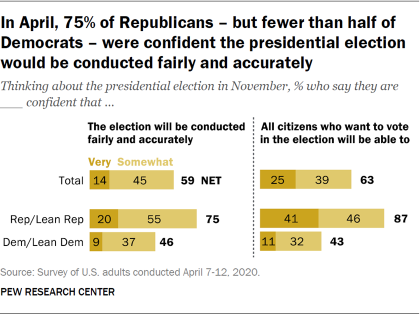 In April, 75% of Republicans – but fewer than half of
Democrats – were confident the presidential election
would be conducted fairly and accurately
Thinking about the presidential election in November, % who say they are
___ confident that ...
The election will be conducted
fairly and accurately
All citizens who want to vote
in the election will be able to
Very Somewhat
Total 14 45 59 NET 25 39 63
Rep/Lean Rep 20 55 75 41 46 87
Dem/Lean Dem 9 37 46 11 32 43
Source: Survey of U.S. adults conducted April 7-12, 2020.
PEW RESEARCH CENTER